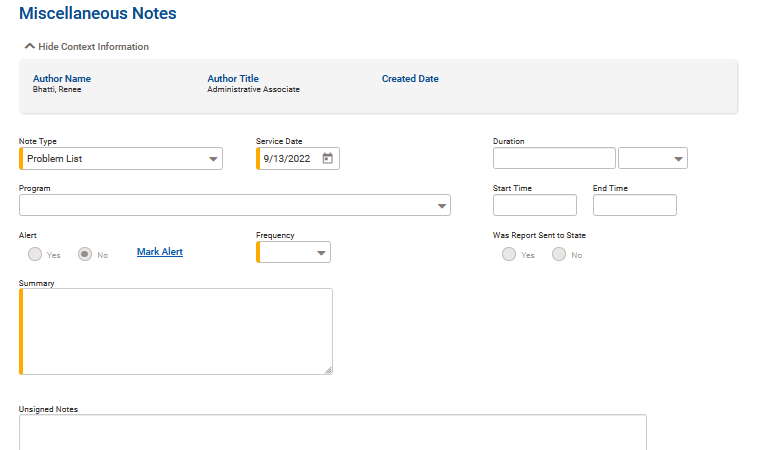 Miscellaneous Notes
Hide Context Information
Author Name Author Title Created Date
Bhatti, Renee Administrative Associate
Note Type Service Date Duration
Problem List 9/13/2022
Program Start Time End Time
Alert Frequency Was Report Sent to State
Yes No Mark Alert Yes No
Summary
Unsigned Notes